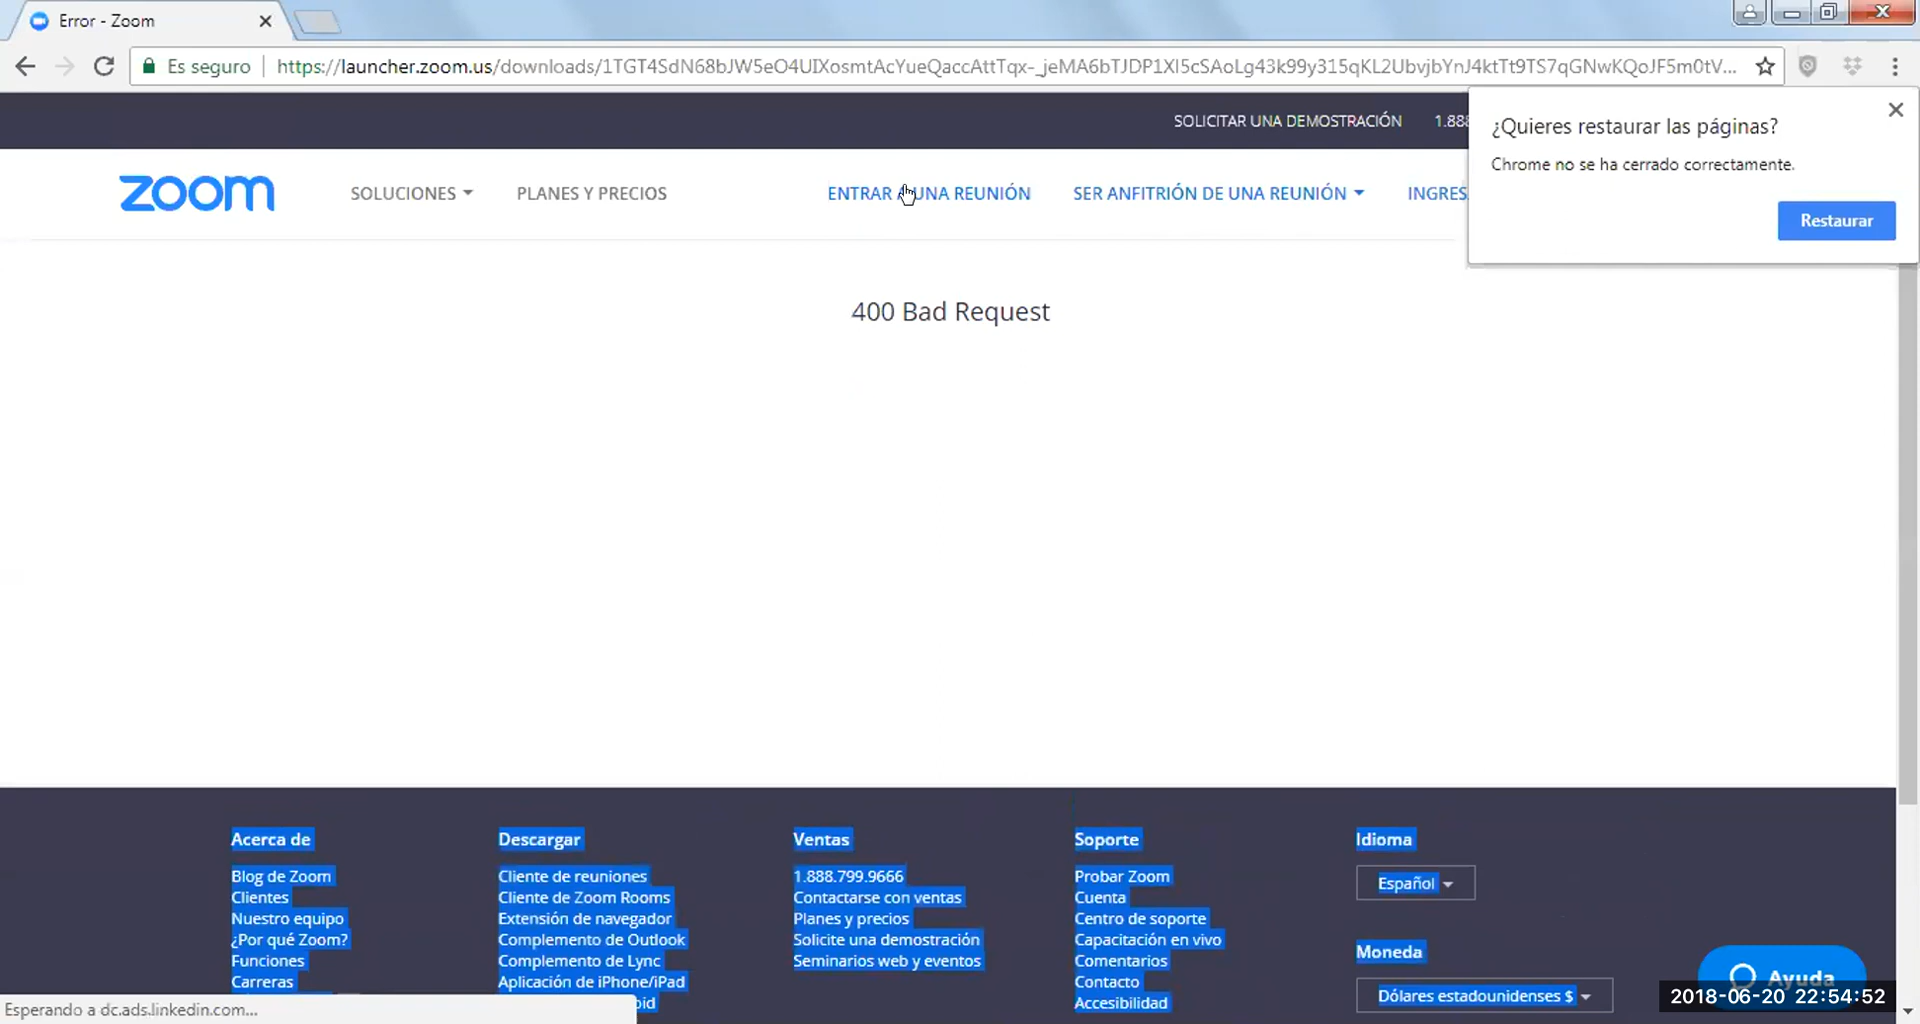 Error - Zoom
Es seguro
https://launcher.zoom.us/downloads/1TGT4SdN68bJW5eO4UIXosmtAcYueQaccAttTqx-_jeMA6bTJDP1Xl5cSAoLg43k99y315qKL2UbvjbYnJ4ktTt9TS7qGNwKQoJF5m0tV...
SOLICITAR UNA DEMOSTRACIÓN 1.888
¿Quieres restaurar las páginas?
Chrome no se ha cerrado correctamente.
Restaurar
zoom
SOLUCIONES
PLANES Y PRECIOS
ENTRAR A UNA REUNIÓN
SER ANFITRIÓN DE UNA REUNIÓN
INGRES
400 Bad Request
Acerca de
Blog de Zoom
Clientes
Nuestro equipo
¿Por qué Zoom?
Funciones
Carreras
Descargar
Cliente de reuniones
Cliente de Zoom Rooms
Extensión de navegador
Complemento de Outlook
Complemento de Lync
Aplicación de iPhone/iPad
oid
Ventas
1.888.799.9666
Contactarse con ventas
Planes y precios
Solicite una demostración
Seminarios web y eventos
Soporte
Probar Zoom
Cuenta
Centro de soporte
Capacitación en vivo
Comentarios
Contacto
Accesibilidad
Idioma
Español
Moneda
Dólares estadounidenses $
Ayuda
2018-06-20 22:54:52
Esperando a dc.ads.linkedin.com...